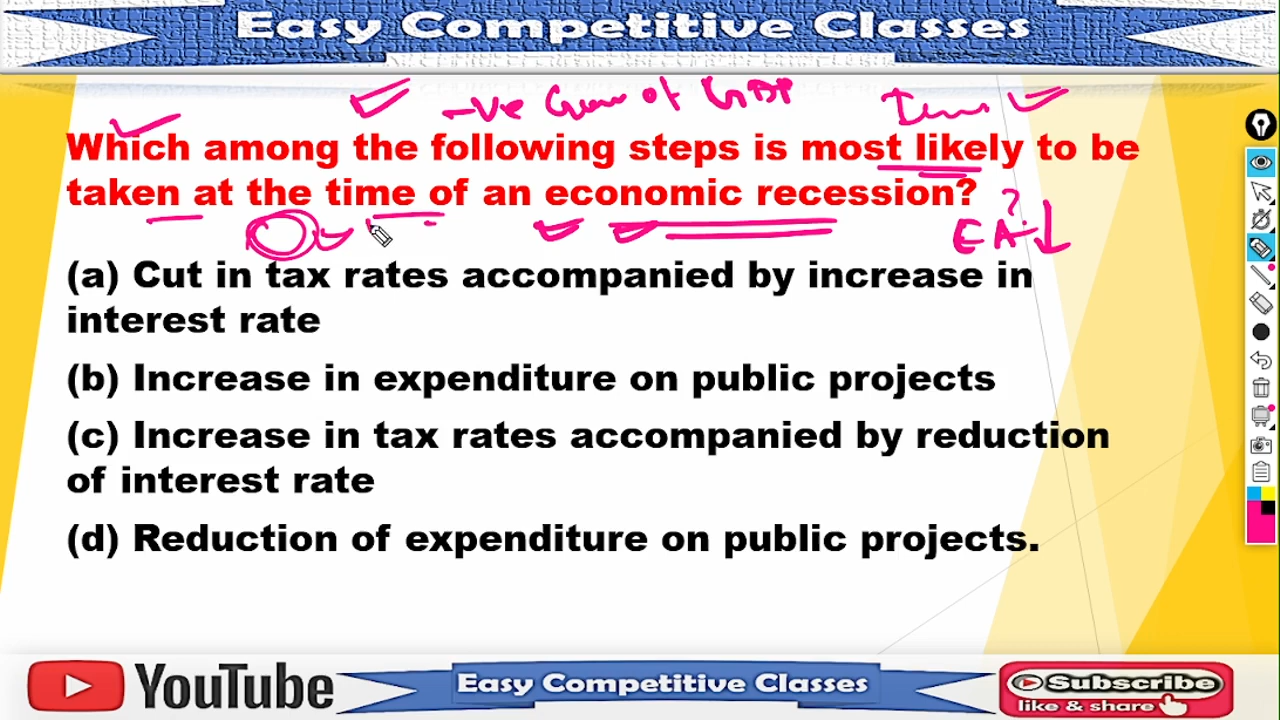 Easy Competitive Classes
-ve of GDP
Which among the following steps is most likely to be
taken at the time of an economic recession?
?
EA
(a) Cut in tax rates accompanied by increase in
interest rate
(b) Increase in expenditure on public projects
(c) Increase in tax rates accompanied by reduction
of interest rate
(d) Reduction of expenditure on public projects.
YouTube
Easy Competitive Classes
Subscribe
like & share